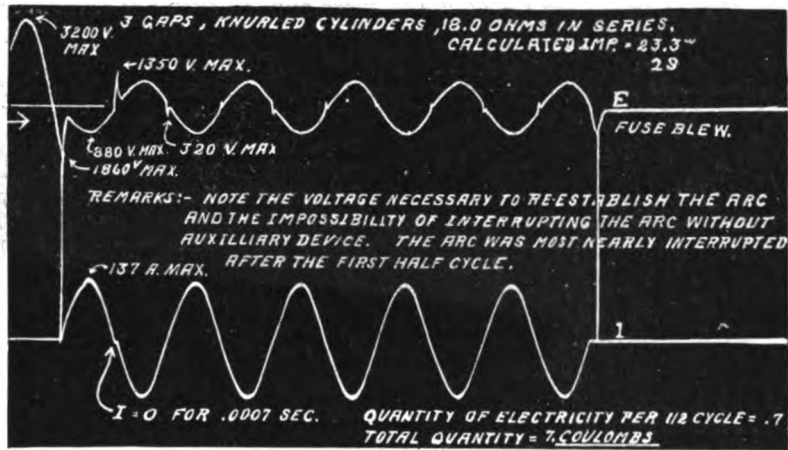 3 GAPS, KNURLED CYLINDERS, 18.0 OHMS IN SERIES.
CALCULATED IMP. = 23.3 ω
29
3200 V. MAX
1350 V. MAX.
E
FUSE BLEW.
880 V. MAX.
320 V. MAX
1860 V MAX.
REMARKS:- NOTE THE VOLTAGE NECESSARY TO RE-ESTABLISH THE ARC
AND THE IMPOSSIBILITY OF INTERRUPTING THE ARC WITHOUT
AUXILLIARY DEVICE. THE ARC WAS MOST NEARLY INTERRUPTED
AFTER THE FIRST HALF CYCLE.
137 A. MAX.
I
I = 0 FOR .0007 SEC.
QUANTITY OF ELECTRICITY PER 1/2 CYCLE = .7
TOTAL QUANTITY = 7. COULOMBS